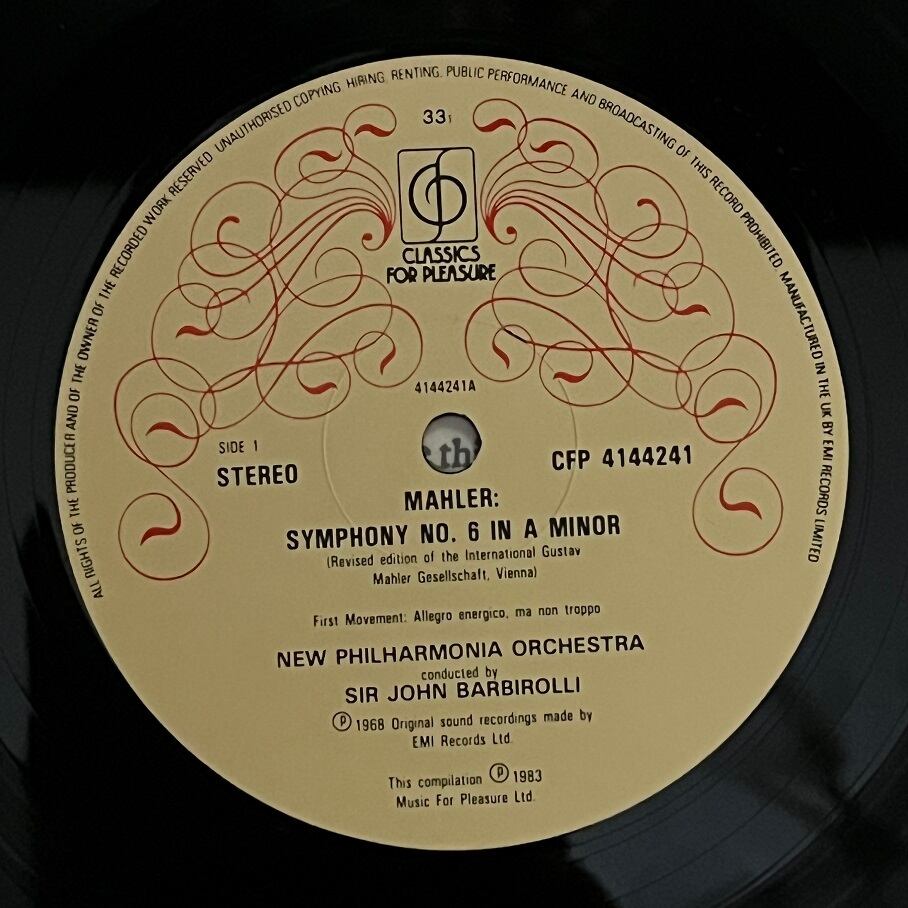 ALL RIGHTS OF THE PRODUCER AND OF THE OWNER OF THE RECORDED WORK RESERVED. UNAUTHORISED COPYING, HIRING, RENTING, PUBLIC PERFORMANCE AND BROADCASTING OF THIS RECORD PROHIBITED. MANUFACTURED IN THE UK BY EMI RECORDS LIMITED
33
CLASSICS
FOR PLEASURE
4144241A
SIDE 1
STEREO
CFP 4144241
the
MAHLER:
SYMPHONY NO. 6 IN A MINOR
(Revised edition of the International Gustav
Mahler Gesellschaft, Vienna)
First Movement: Allegro energico, ma non troppo
NEW PHILHARMONIA ORCHESTRA
conducted by
SIR JOHN BARBIROLLI
Ⓟ 1968 Original sound recordings made by
EMI Records Ltd.
This compilation Ⓟ 1983
Music For Pleasure Ltd.